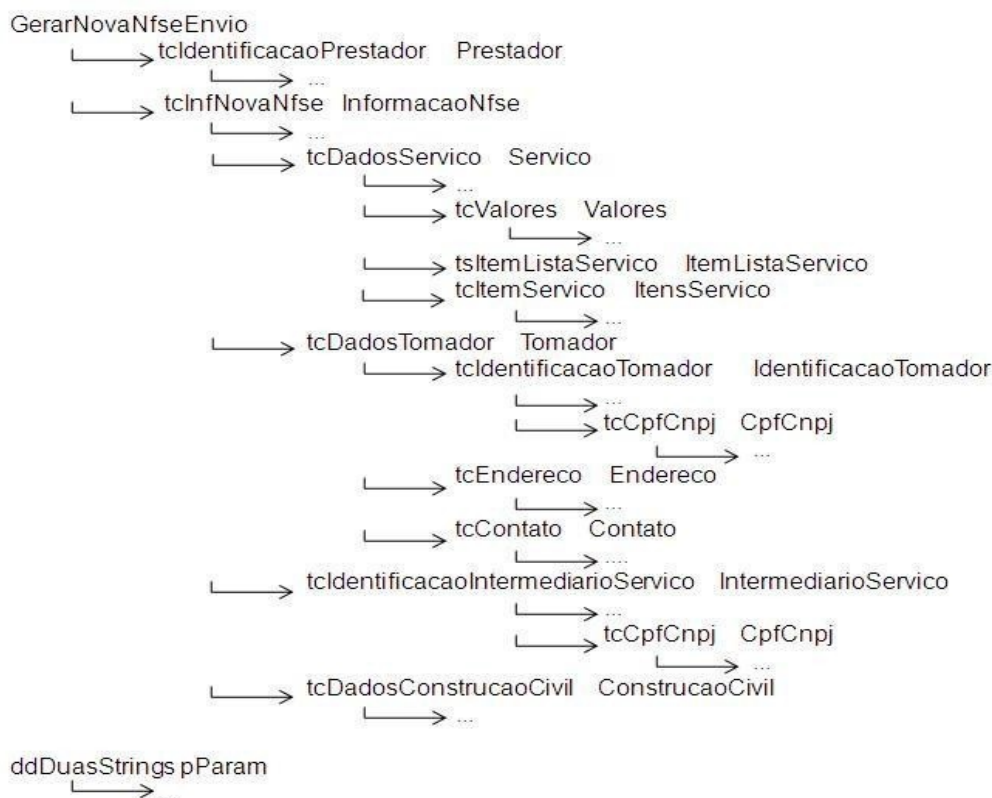 GerarNovaNfseEnvio
tcIdentificacaoPrestador Prestador
...
tcInfNovaNfse InformacaoNfse
...
tcDadosServico Servico
...
tcValores Valores
...
tsItemListaServico ItemListaServico
tcItemServico ItensServico
...
tcDadosTomador Tomador
tcIdentificacaoTomador IdentificacaoTomador
...
tcCpfCnpj CpfCnpj
...
tcEndereco Endereco
...
tcContato Contato
....
tcIdentificacaoIntermediarioServico IntermediarioServico
...
tcCpfCnpj CpfCnpj
...
tcDadosConstrucaoCivil ConstrucaoCivil
...
ddDuasStrings pParam
...